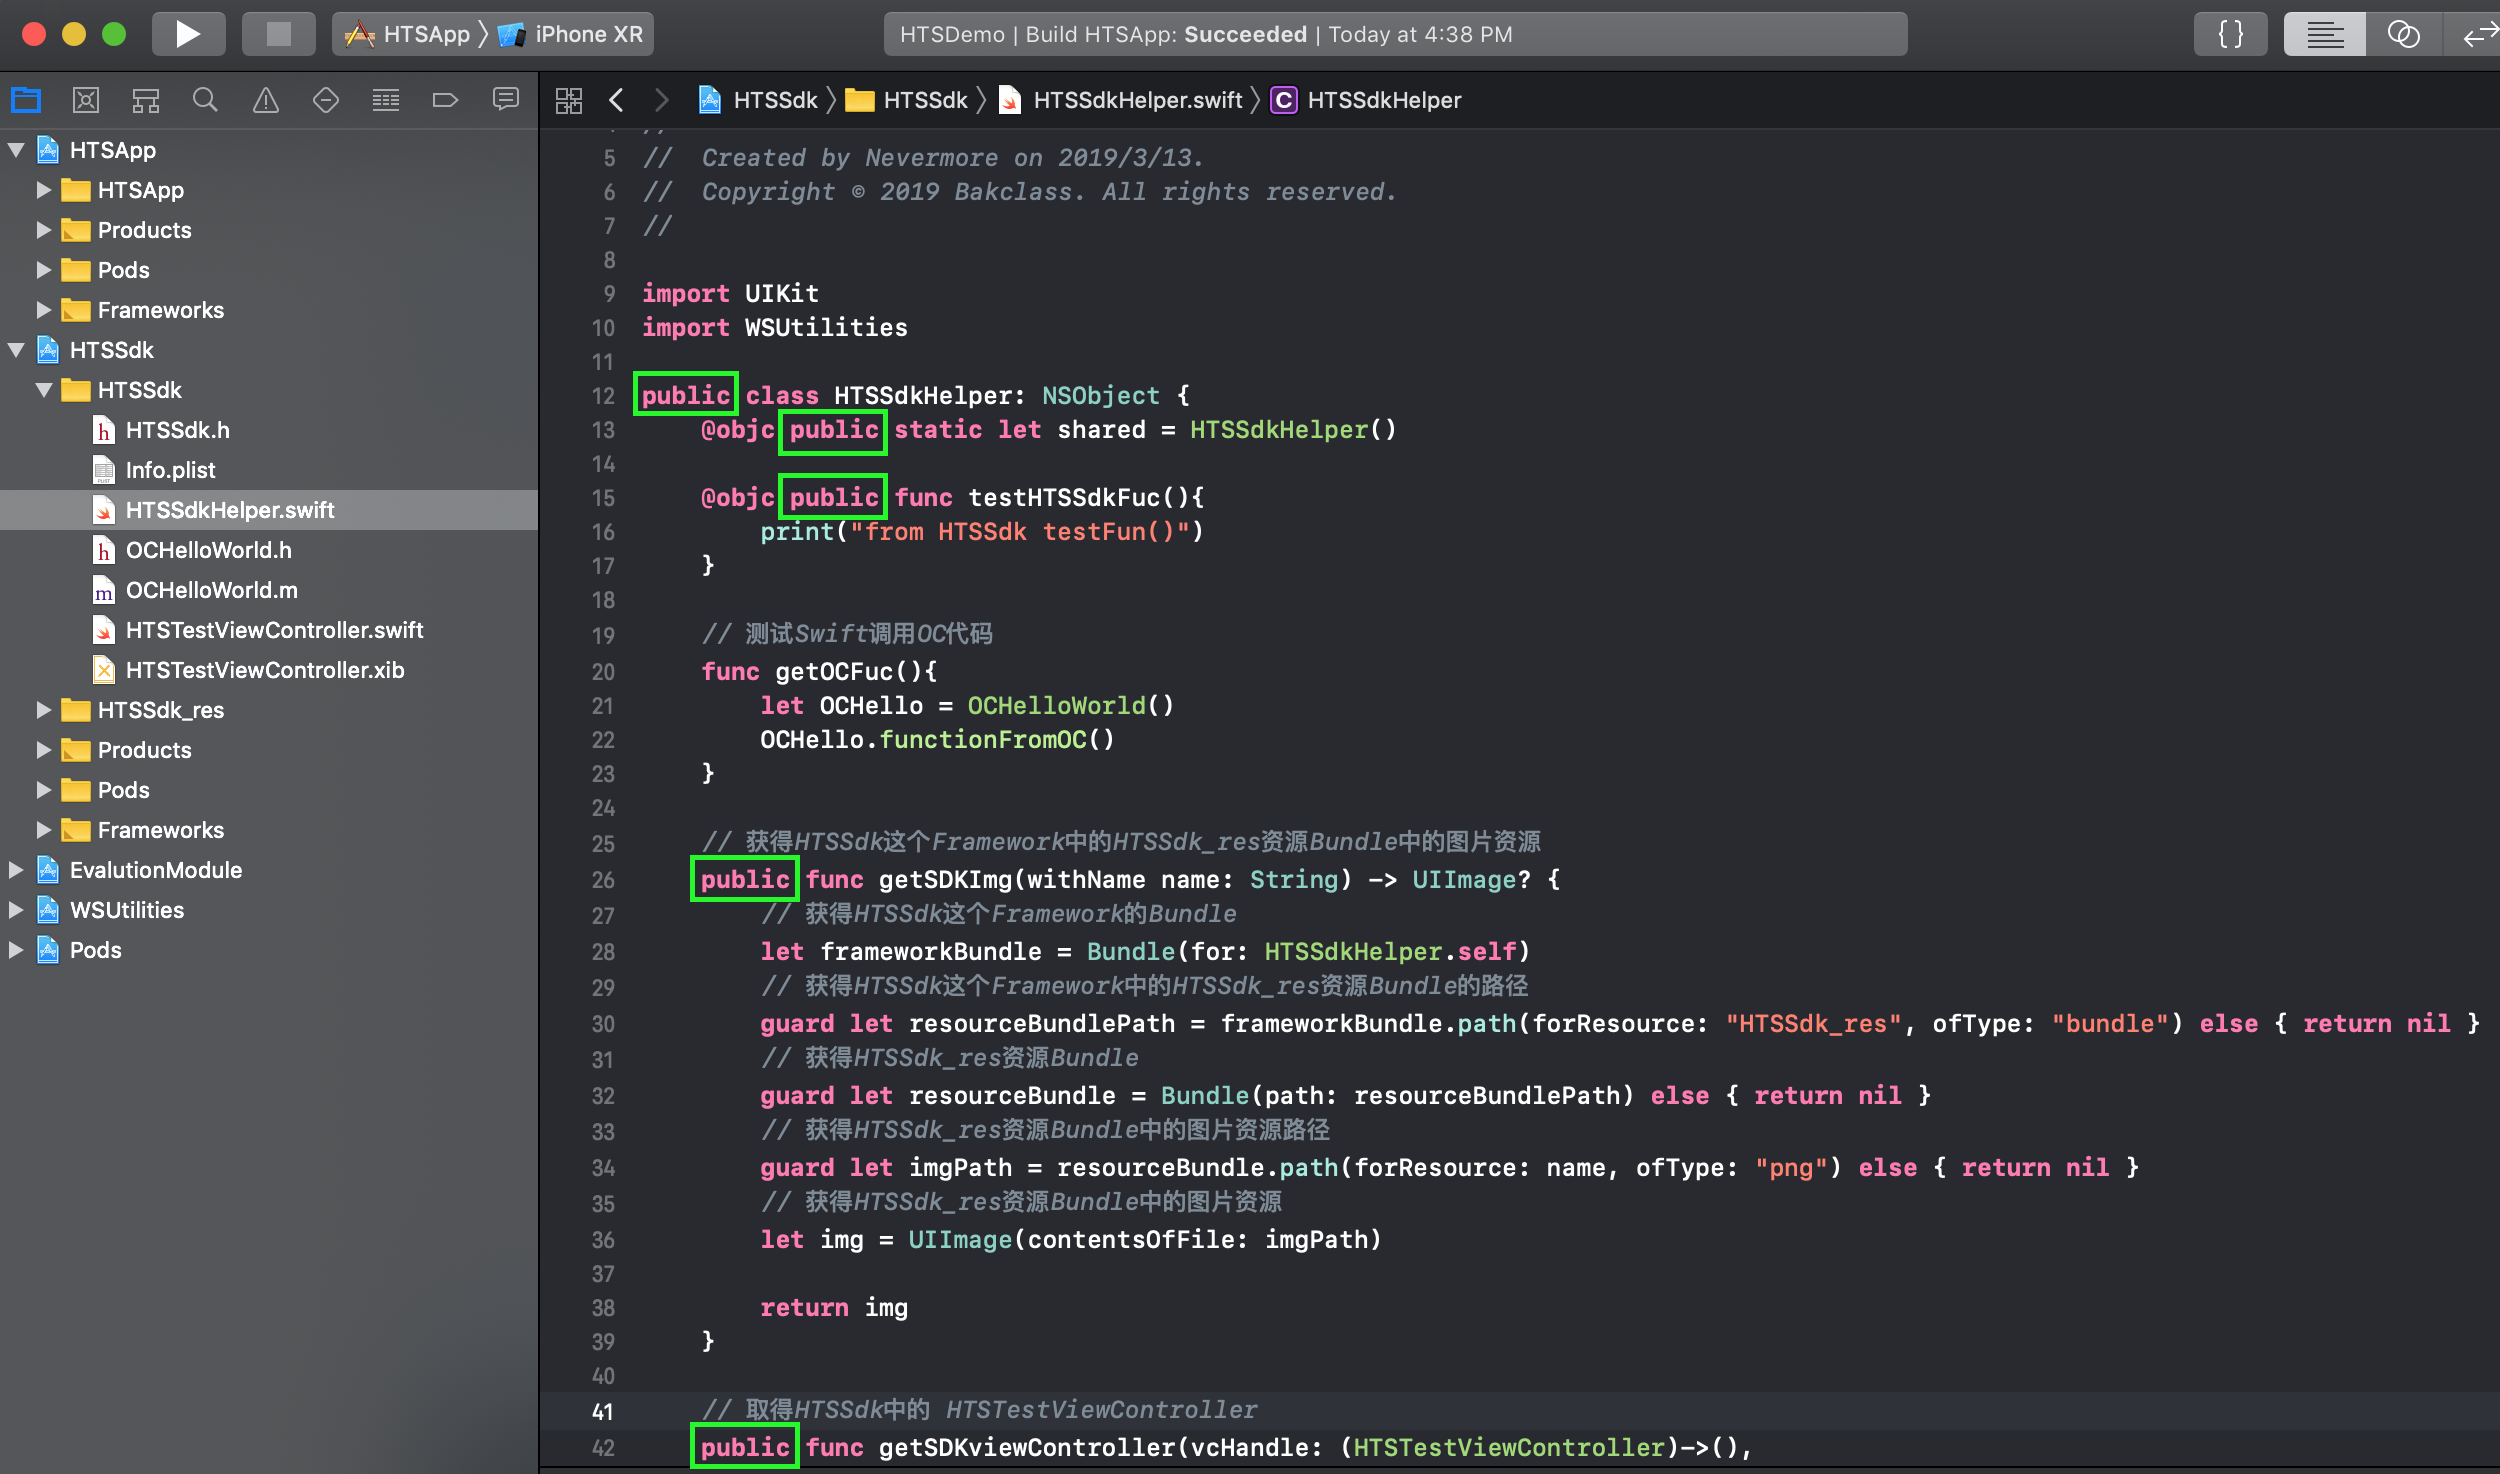 HTSApp 〉 iPhone XR
HTSDemo | Build HTSApp: Succeeded | Today at 4:38 PM
{ }
HTSSdk 〉 HTSSdk 〉 HTSSdkHelper.swift 〉 C HTSSdkHelper
HTSApp
HTSApp
Products
Pods
Frameworks
HTSSdk
HTSSdk
h HTSSdk.h
Info.plist
HTSSdkHelper.swift
h OCHelloWorld.h
m OCHelloWorld.m
HTSTestViewController.swift
HTSTestViewController.xib
HTSSdk_res
Products
Pods
Frameworks
EvalutionModule
WSUtilities
Pods
5 //  Created by Nevermore on 2019/3/13.
6 //  Copyright © 2019 Bakclass. All rights reserved.
7 //
8
9 import UIKit
10 import WSUtilities
11
12 public class HTSSdkHelper: NSObject {
13     @objc public static let shared = HTSSdkHelper()
14
15     @objc public func testHTSSdkFuc(){
16         print("from HTSSdk testFun()")
17     }
18
19     // 测试Swift调用OC代码
20     func getOCFuc(){
21         let OCHello = OCHelloWorld()
22         OCHello.functionFromOC()
23     }
24
25     // 获得HTSSdk这个Framework中的HTSSdk_res资源Bundle中的图片资源
26     public func getSDKImg(withName name: String) -> UIImage? {
27         // 获得HTSSdk这个Framework的Bundle
28         let frameworkBundle = Bundle(for: HTSSdkHelper.self)
29         // 获得HTSSdk这个Framework中的HTSSdk_res资源Bundle的路径
30         guard let resourceBundlePath = frameworkBundle.path(forResource: "HTSSdk_res", ofType: "bundle") else { return nil }
31         // 获得HTSSdk_res资源Bundle
32         guard let resourceBundle = Bundle(path: resourceBundlePath) else { return nil }
33         // 获得HTSSdk_res资源Bundle中的图片资源路径
34         guard let imgPath = resourceBundle.path(forResource: name, ofType: "png") else { return nil }
35         // 获得HTSSdk_res资源Bundle中的图片资源
36         let img = UIImage(contentsOfFile: imgPath)
37
38         return img
39     }
40
41     // 取得HTSSdk中的 HTSTestViewController
42     public func getSDKviewController(vcHandle: (HTSTestViewController)->(),